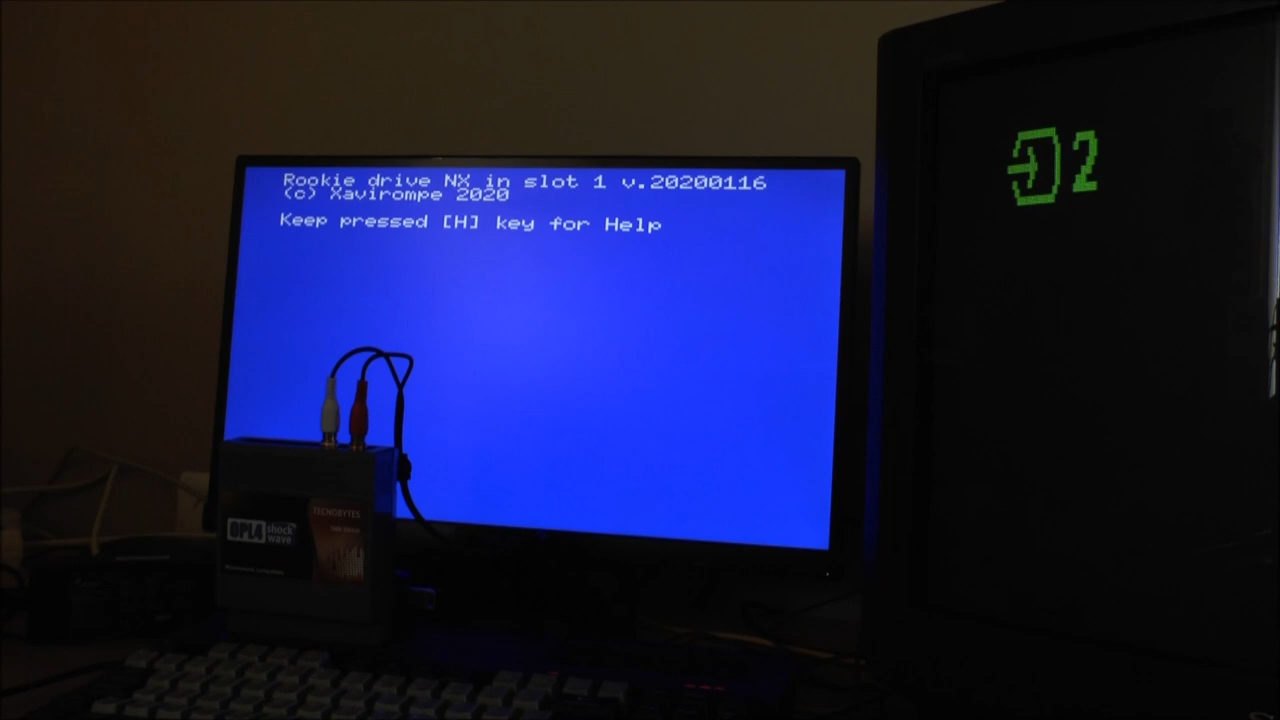 Rookie drive NX in slot 1 v.20200116
(c) Xavirompe 2020
Keep pressed [H] key for Help
2
TECNOBYTES
OPL4 shock
wave